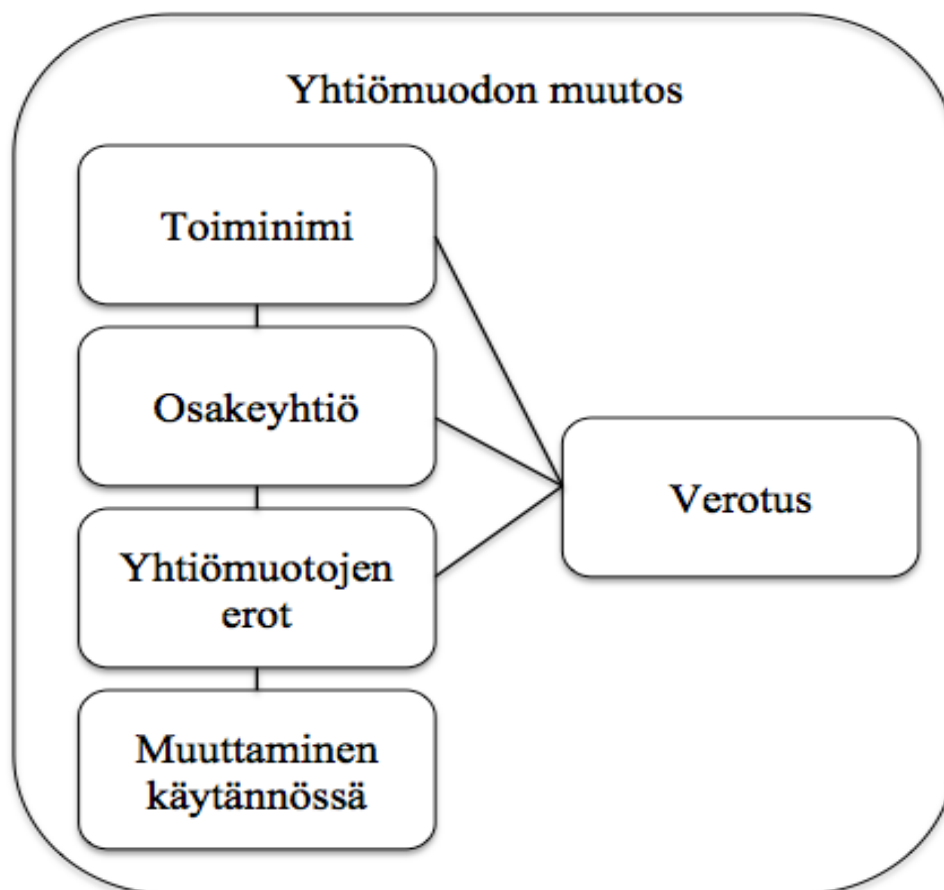 Yhtiömuodon muutos
Toiminimi
Osakeyhtiö
Yhtiömuotojen
erot
Muuttaminen
käytännössä
Verotus